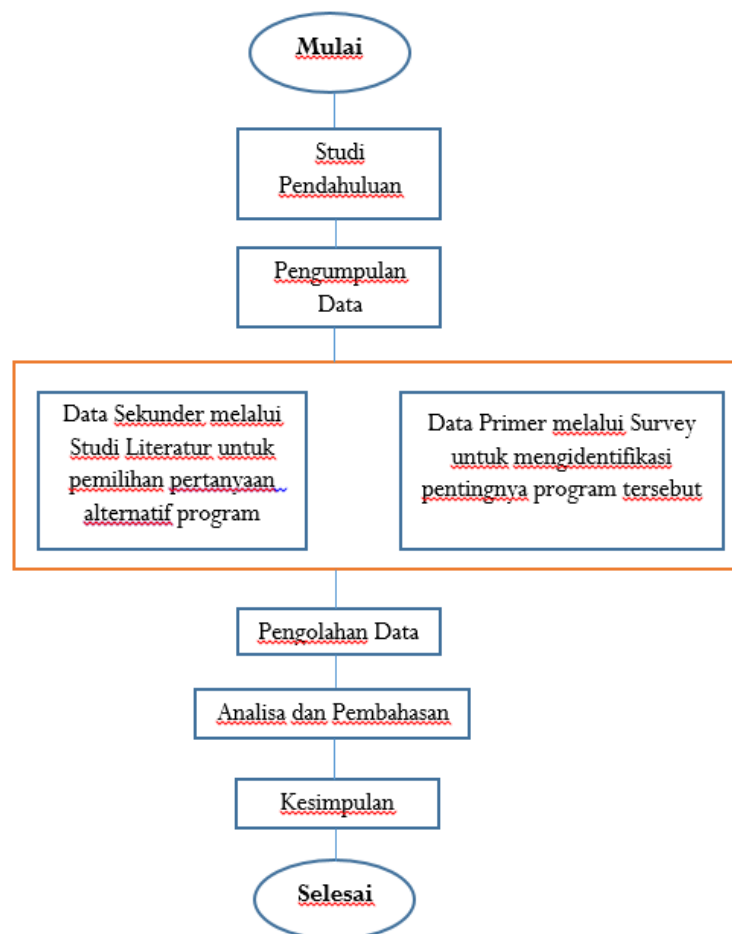 Mulai
Studi
Pendahuluan
Pengumpulan
Data
Data Sekunder melalui
Studi Literatur untuk
pemilihan pertanyaan
alternatif program
Data Primer melalui Survey
untuk mengidentifikasi
pentingnya program tersebut
Pengolahan Data
Analisa dan Pembahasan
Kesimpulan
Selesai